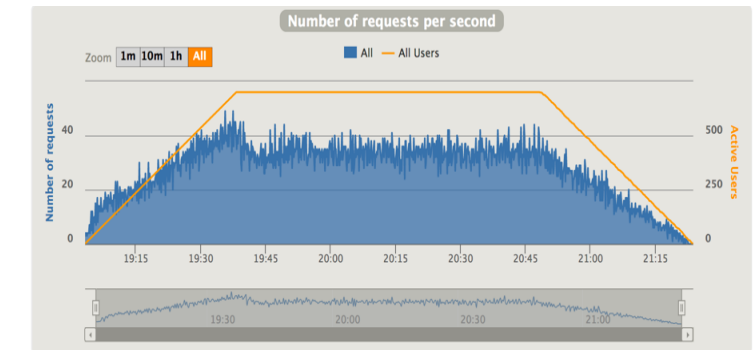 Number of requests per second
Zoom 1m 10m 1h All
All All Users
Number of requests
40
20
0
500
250
0
Active Users
19:15 19:30 19:45 20:00 20:15 20:30 20:45 21:00 21:15
19:30 20:00 20:30 21:00